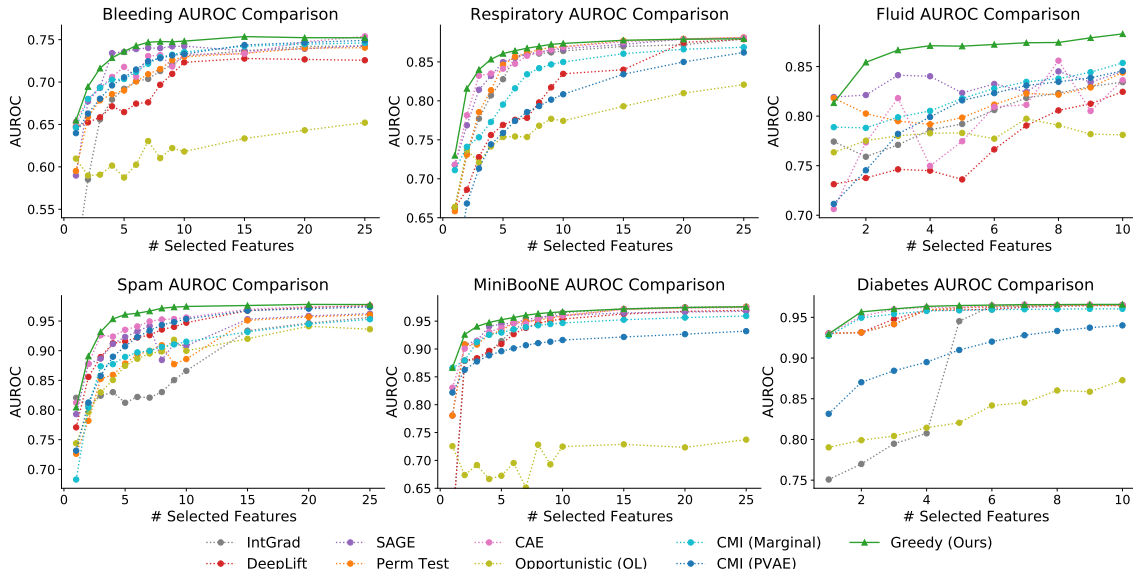 Bleeding AUROC Comparison
AUROC
0.75
0.70
0.65
0.60
0.55
0 5 10 15 20 25
# Selected Features
Respiratory AUROC Comparison
AUROC
0.85
0.80
0.75
0.70
0.65
0 5 10 15 20 25
# Selected Features
Fluid AUROC Comparison
AUROC
0.85
0.80
0.75
0.70
2 4 6 8 10
# Selected Features
Spam AUROC Comparison
AUROC
0.95
0.90
0.85
0.80
0.75
0.70
0 5 10 15 20 25
# Selected Features
MiniBooNE AUROC Comparison
AUROC
0.95
0.90
0.85
0.80
0.75
0.70
0.65
0 5 10 15 20 25
# Selected Features
Diabetes AUROC Comparison
AUROC
0.95
0.90
0.85
0.80
0.75
2 4 6 8 10
# Selected Features
IntGrad SAGE CAE CMI (Marginal) Greedy (Ours)
DeepLift Perm Test Opportunistic (OL) CMI (PVAE)